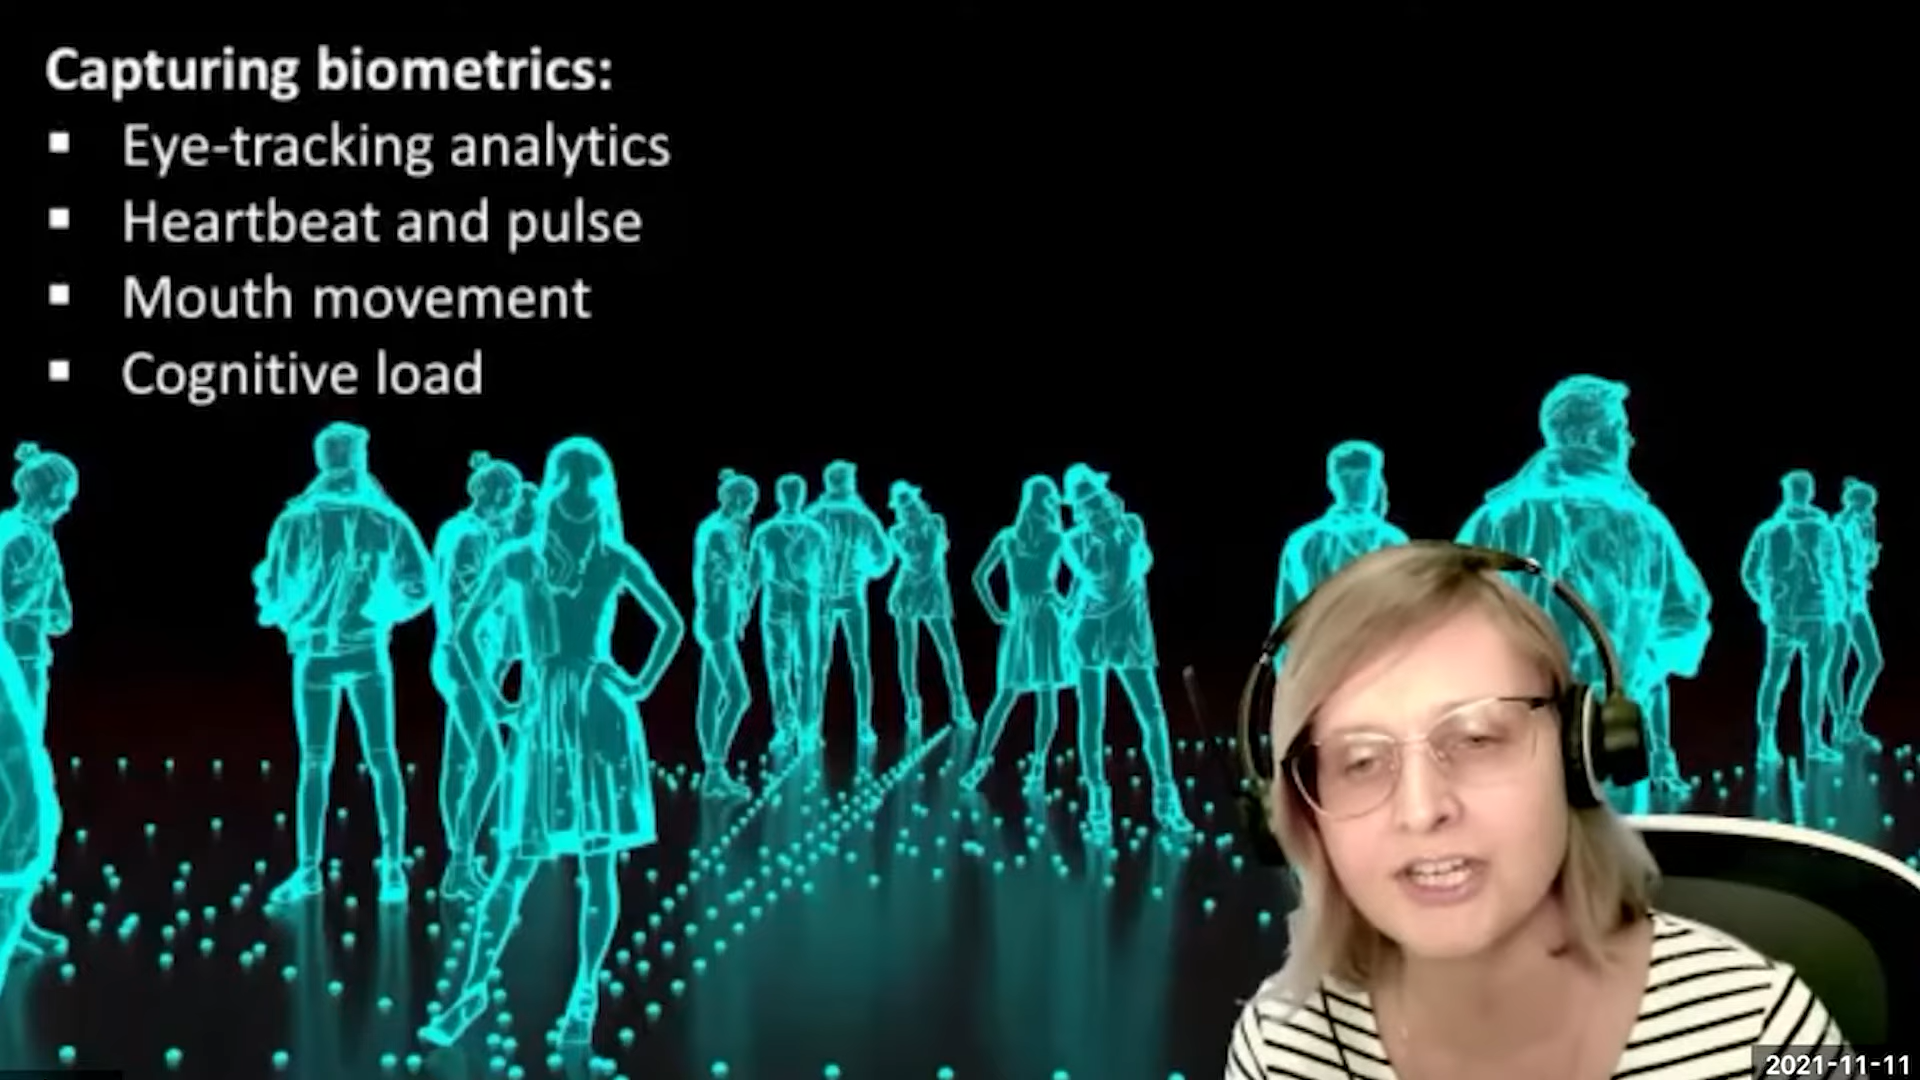 Capturing biometrics:
▪ Eye-tracking analytics
▪ Heartbeat and pulse
▪ Mouth movement
▪ Cognitive load
2021-11-11